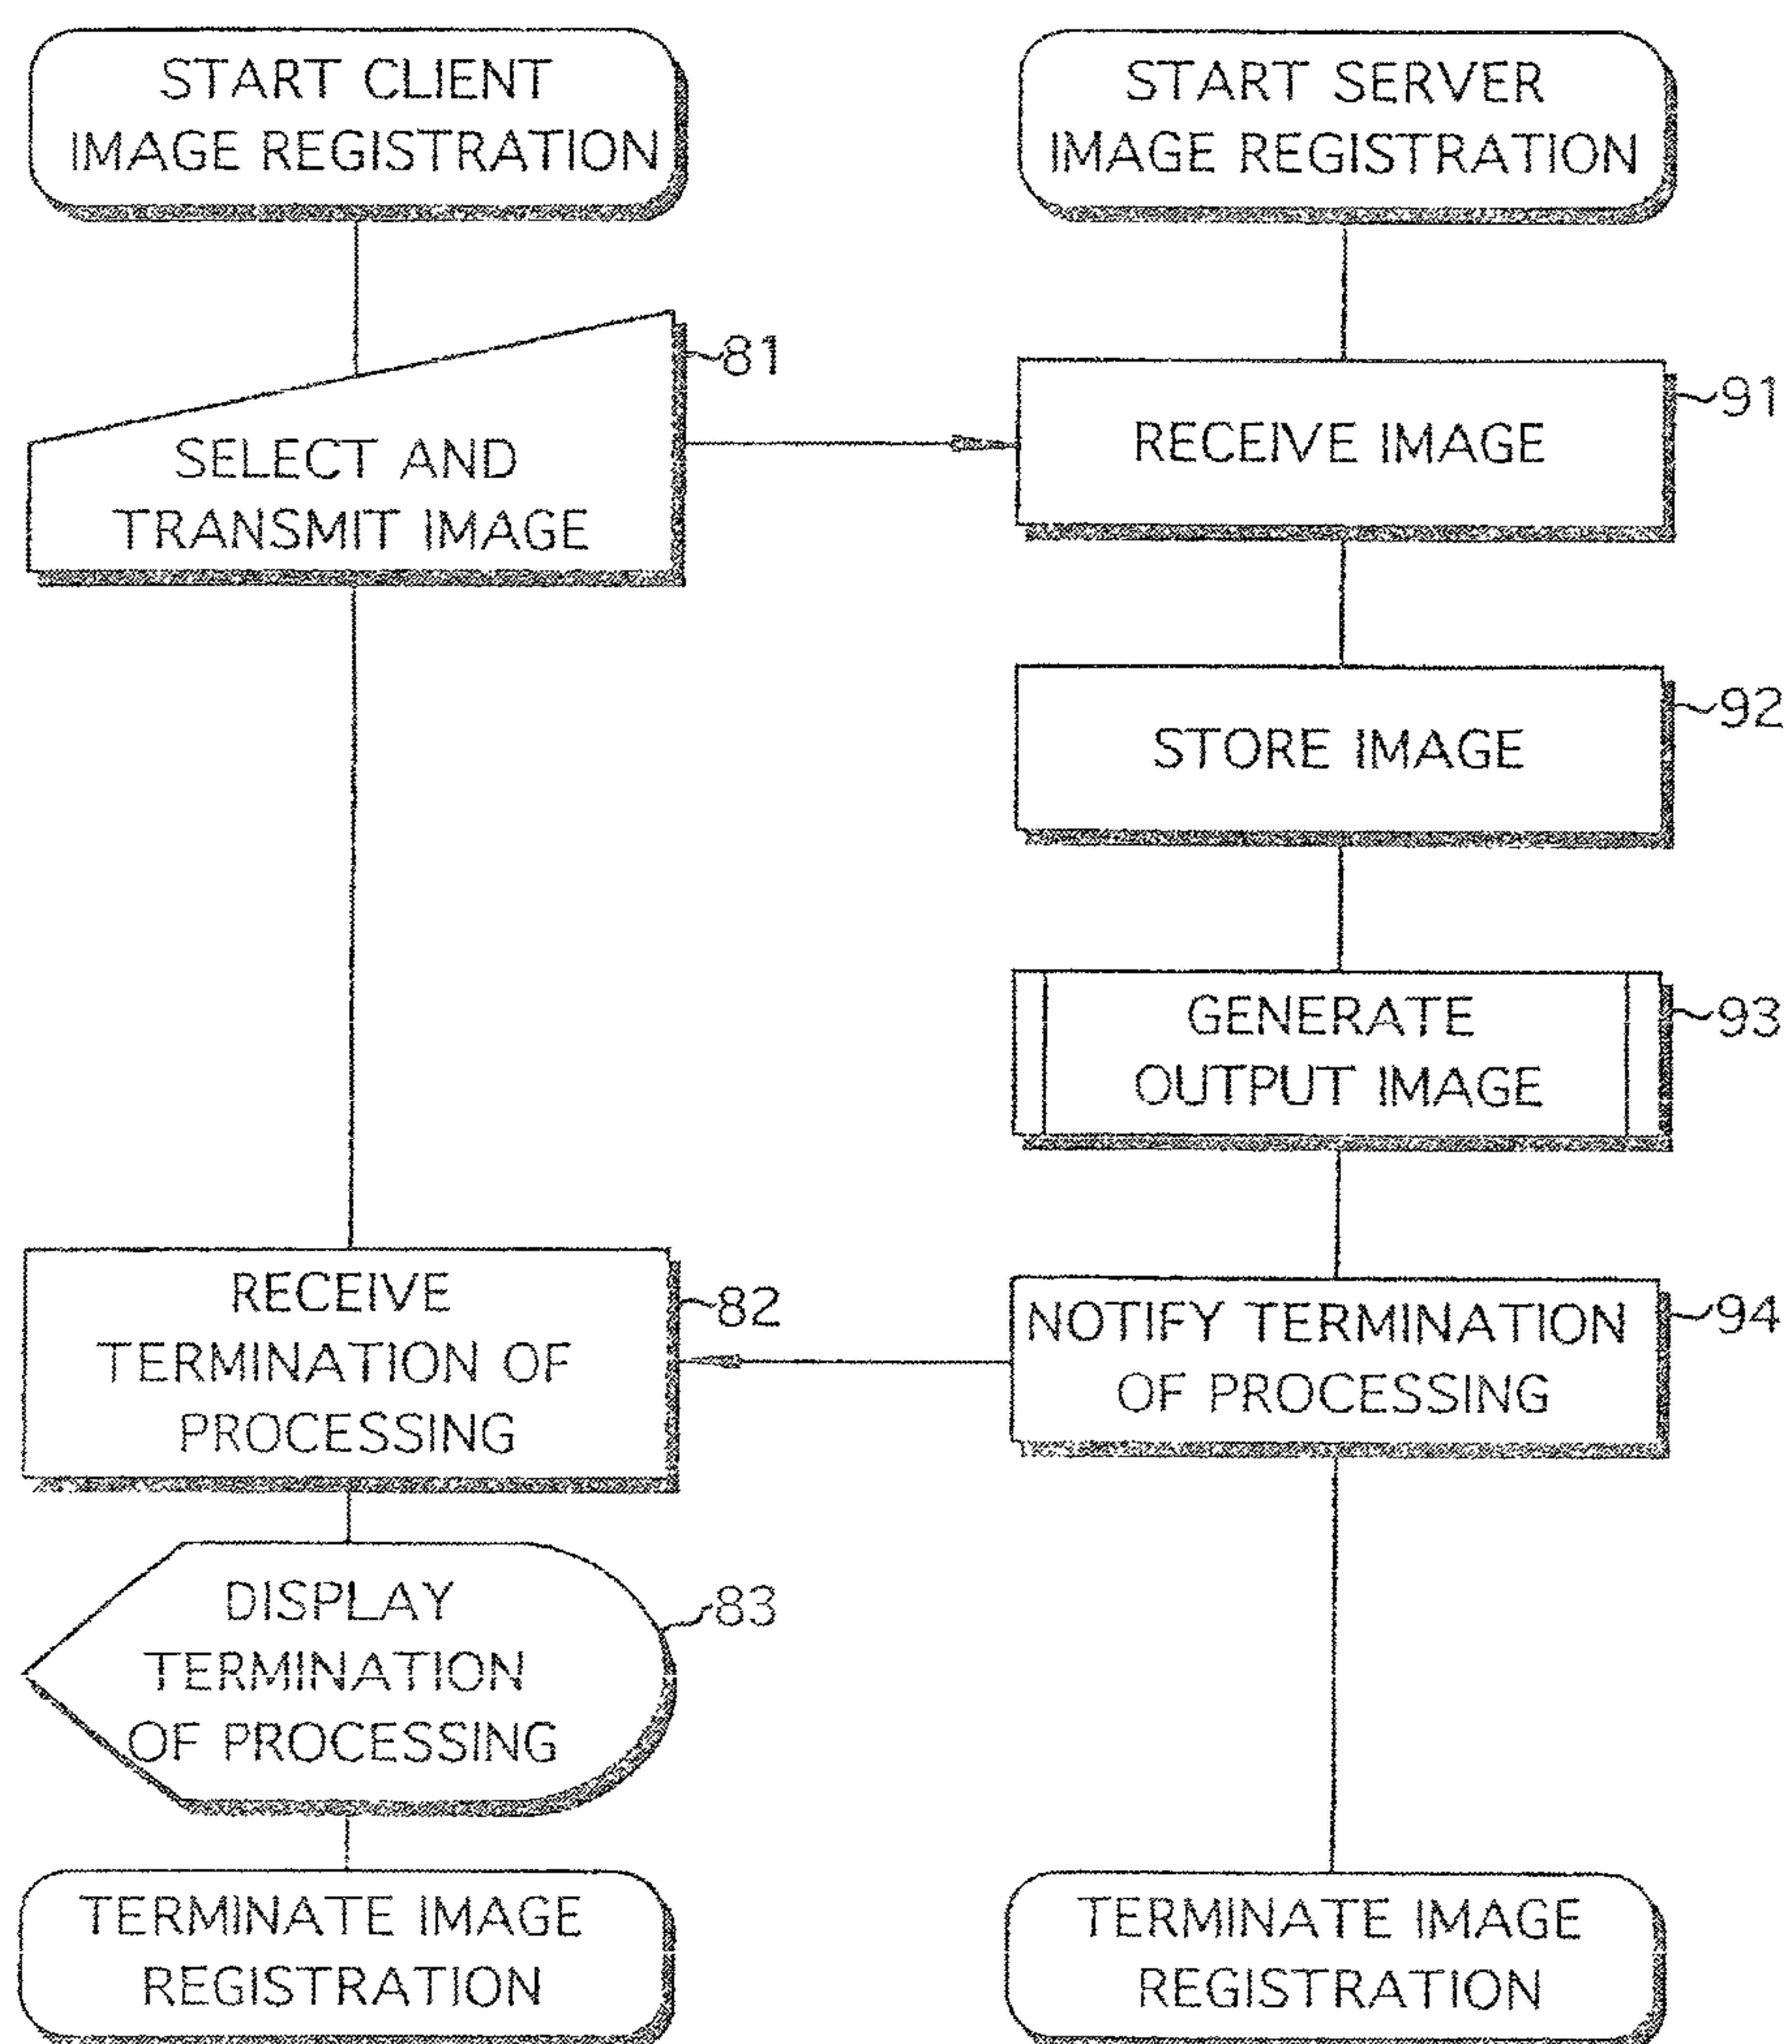 START CLIENT
IMAGE REGISTRATION
81
SELECT AND
TRANSMIT IMAGE
RECEIVE
TERMINATION OF
PROCESSING
82
DISPLAY
TERMINATION
OF PROCESSING
83
TERMINATE IMAGE
REGISTRATION
START SERVER
IMAGE REGISTRATION
RECEIVE IMAGE
91
STORE IMAGE
92
GENERATE
OUTPUT IMAGE
93
NOTIFY TERMINATION
OF PROCESSING
94
TERMINATE IMAGE
REGISTRATION